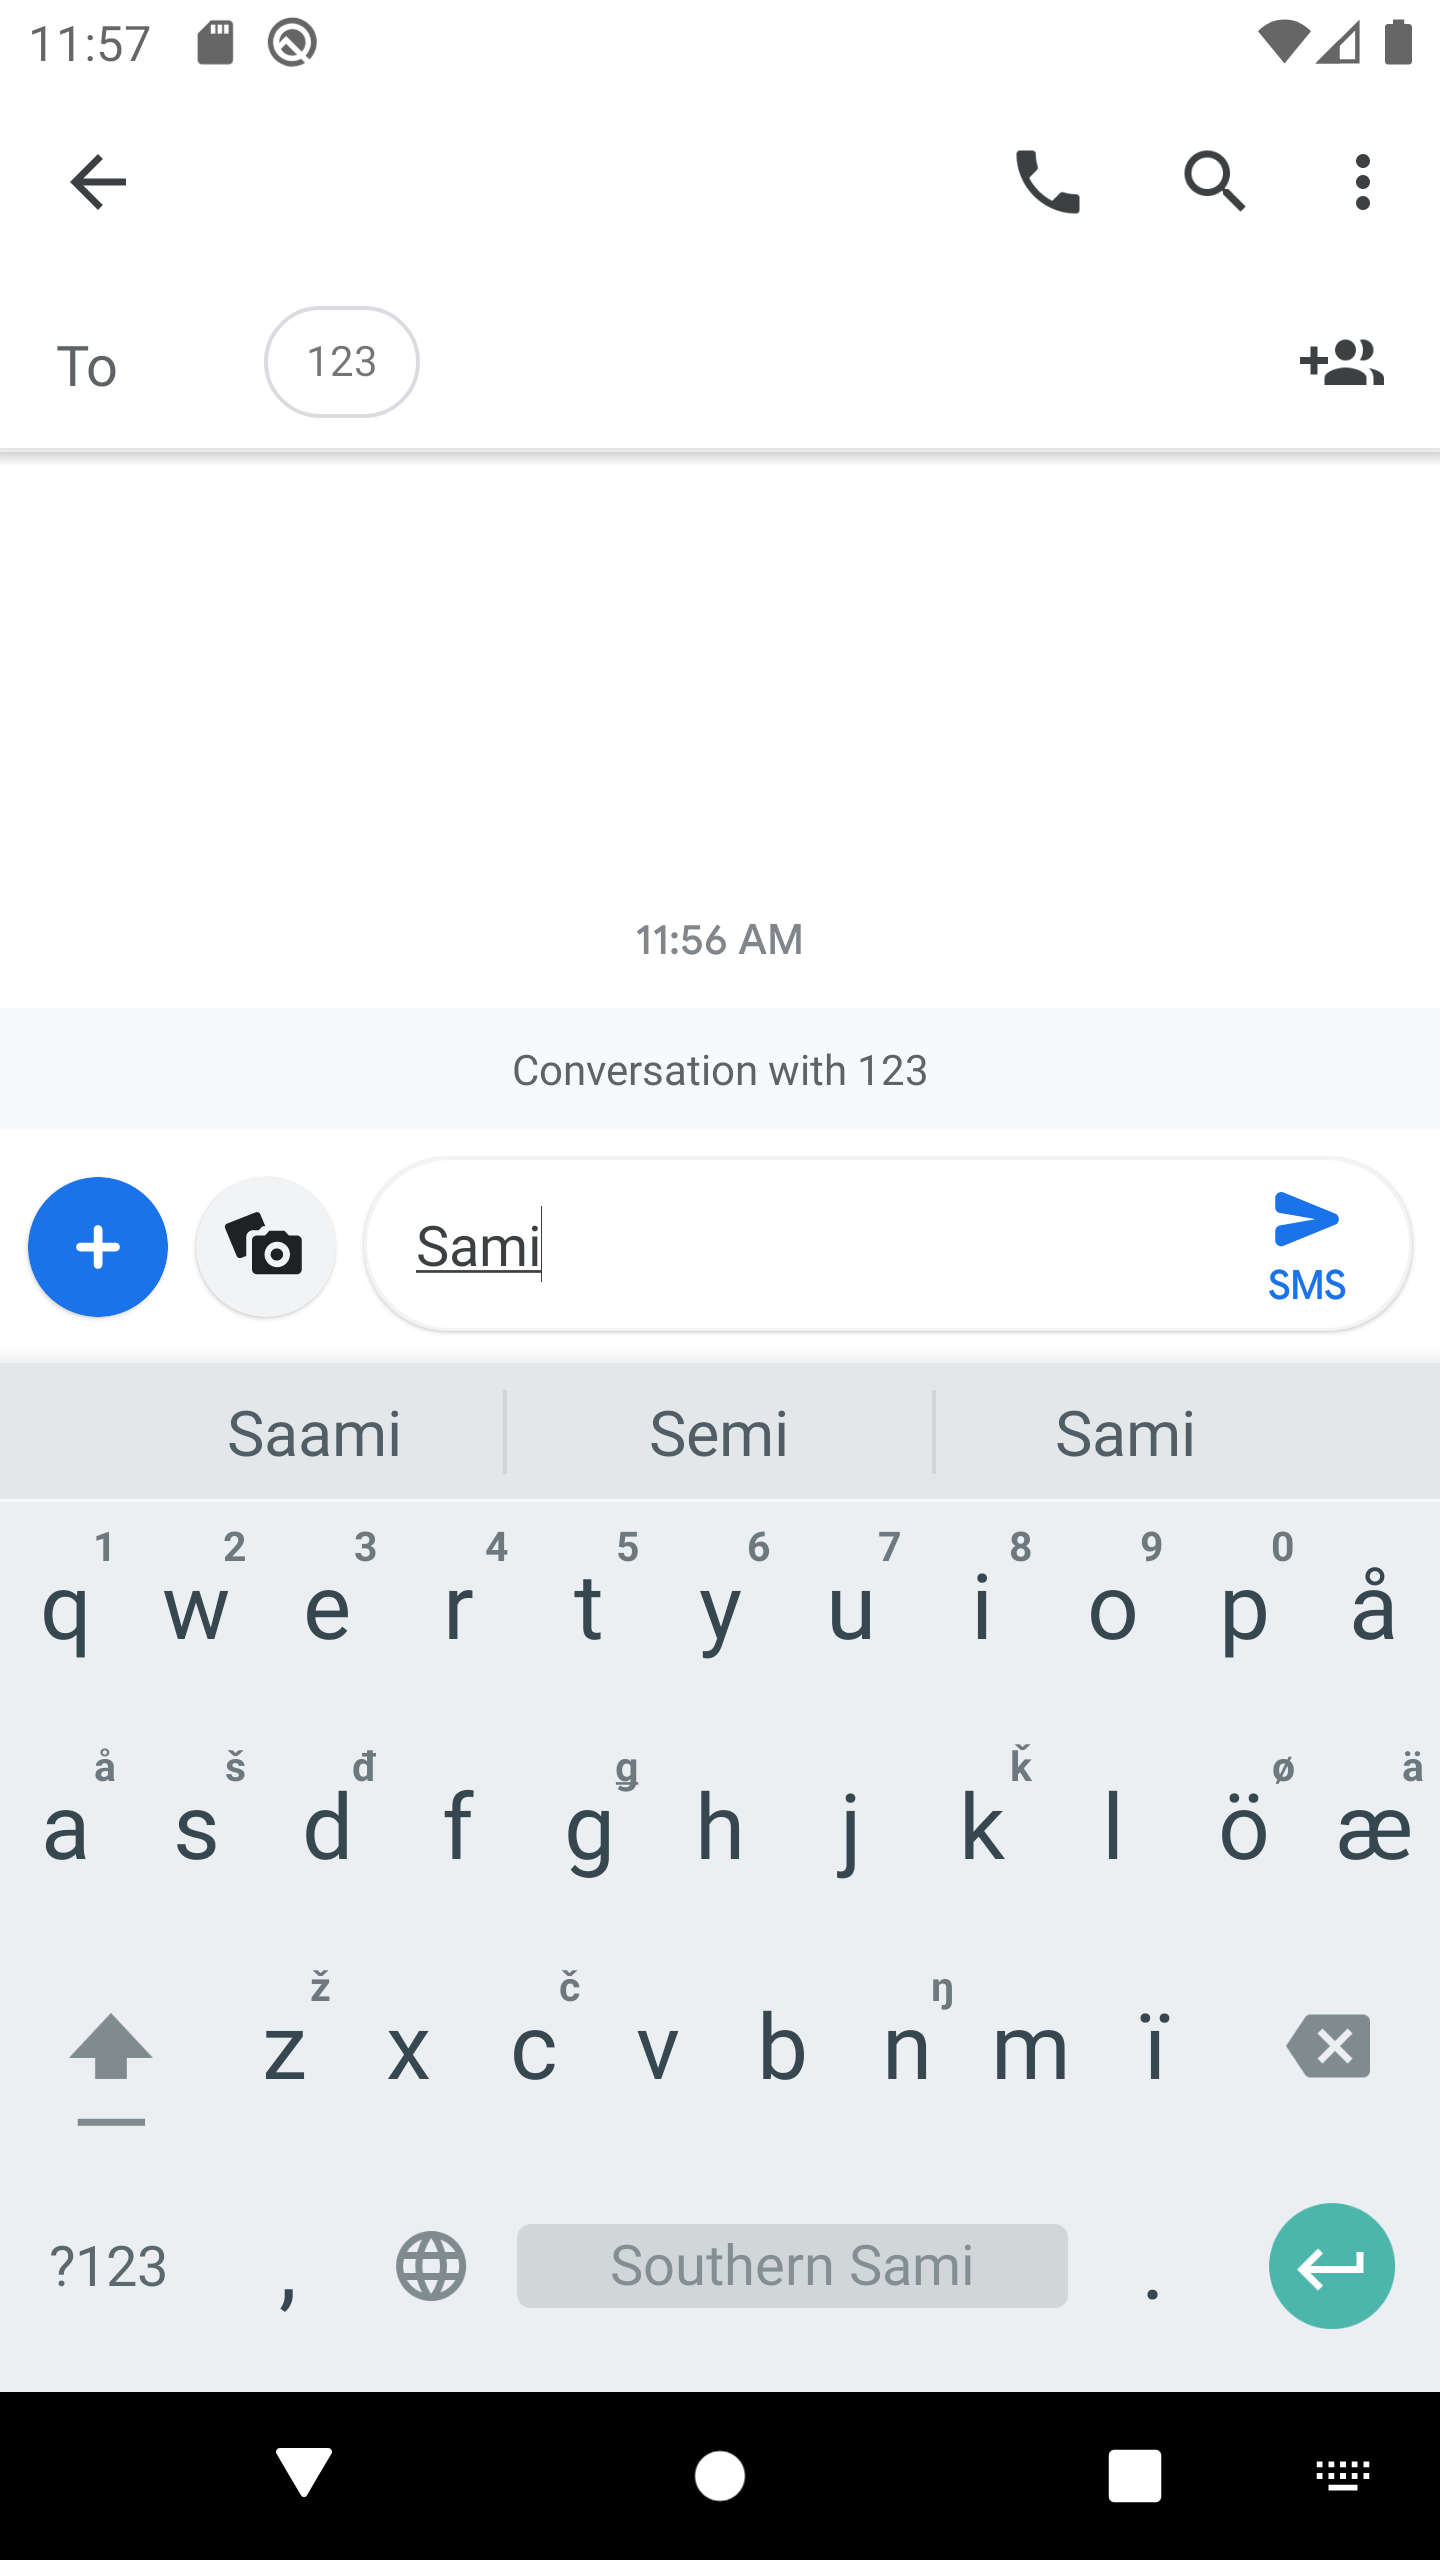 11:57
To 123
11:56 AM
Conversation with 123
Sami
SMS
Saami Semi Sami
1 2 3 4 5 6 7 8 9 0
q w e r t y u i o p å
å š đ ǥ ǩ ø ä
a s d f g h j k l ö æ
ž č ŋ
z x c v b n m ï
?123 , Southern Sami .